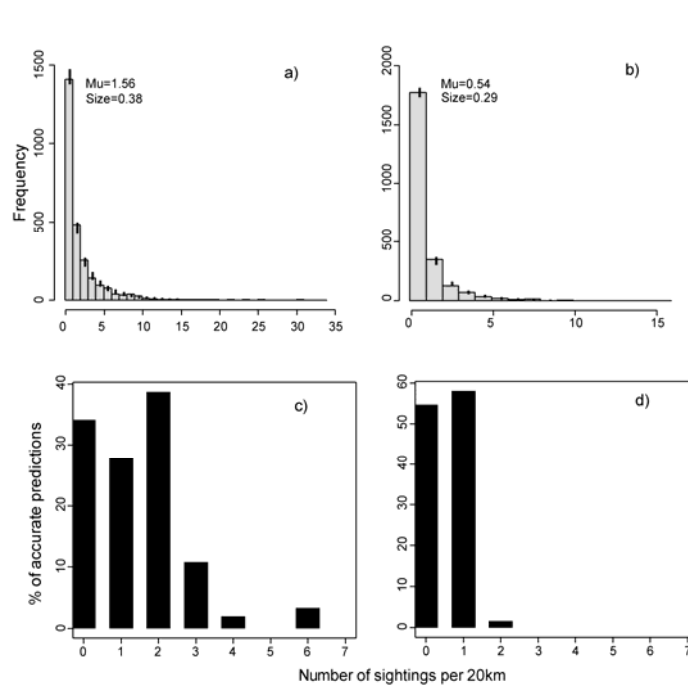 a)
Mu=1.56
Size=0.38
Frequency
0 500 1000 1500
0 5 10 15 20 25 30 35
b)
Mu=0.54
Size=0.29
0 500 1000 1500 2000
0 5 10 15
c)
% of accurate predictions
0 10 20 30 40
0 1 2 3 4 5 6 7
d)
0 10 20 30 40 50 60
0 1 2 3 4 5 6 7
Number of sightings per 20km